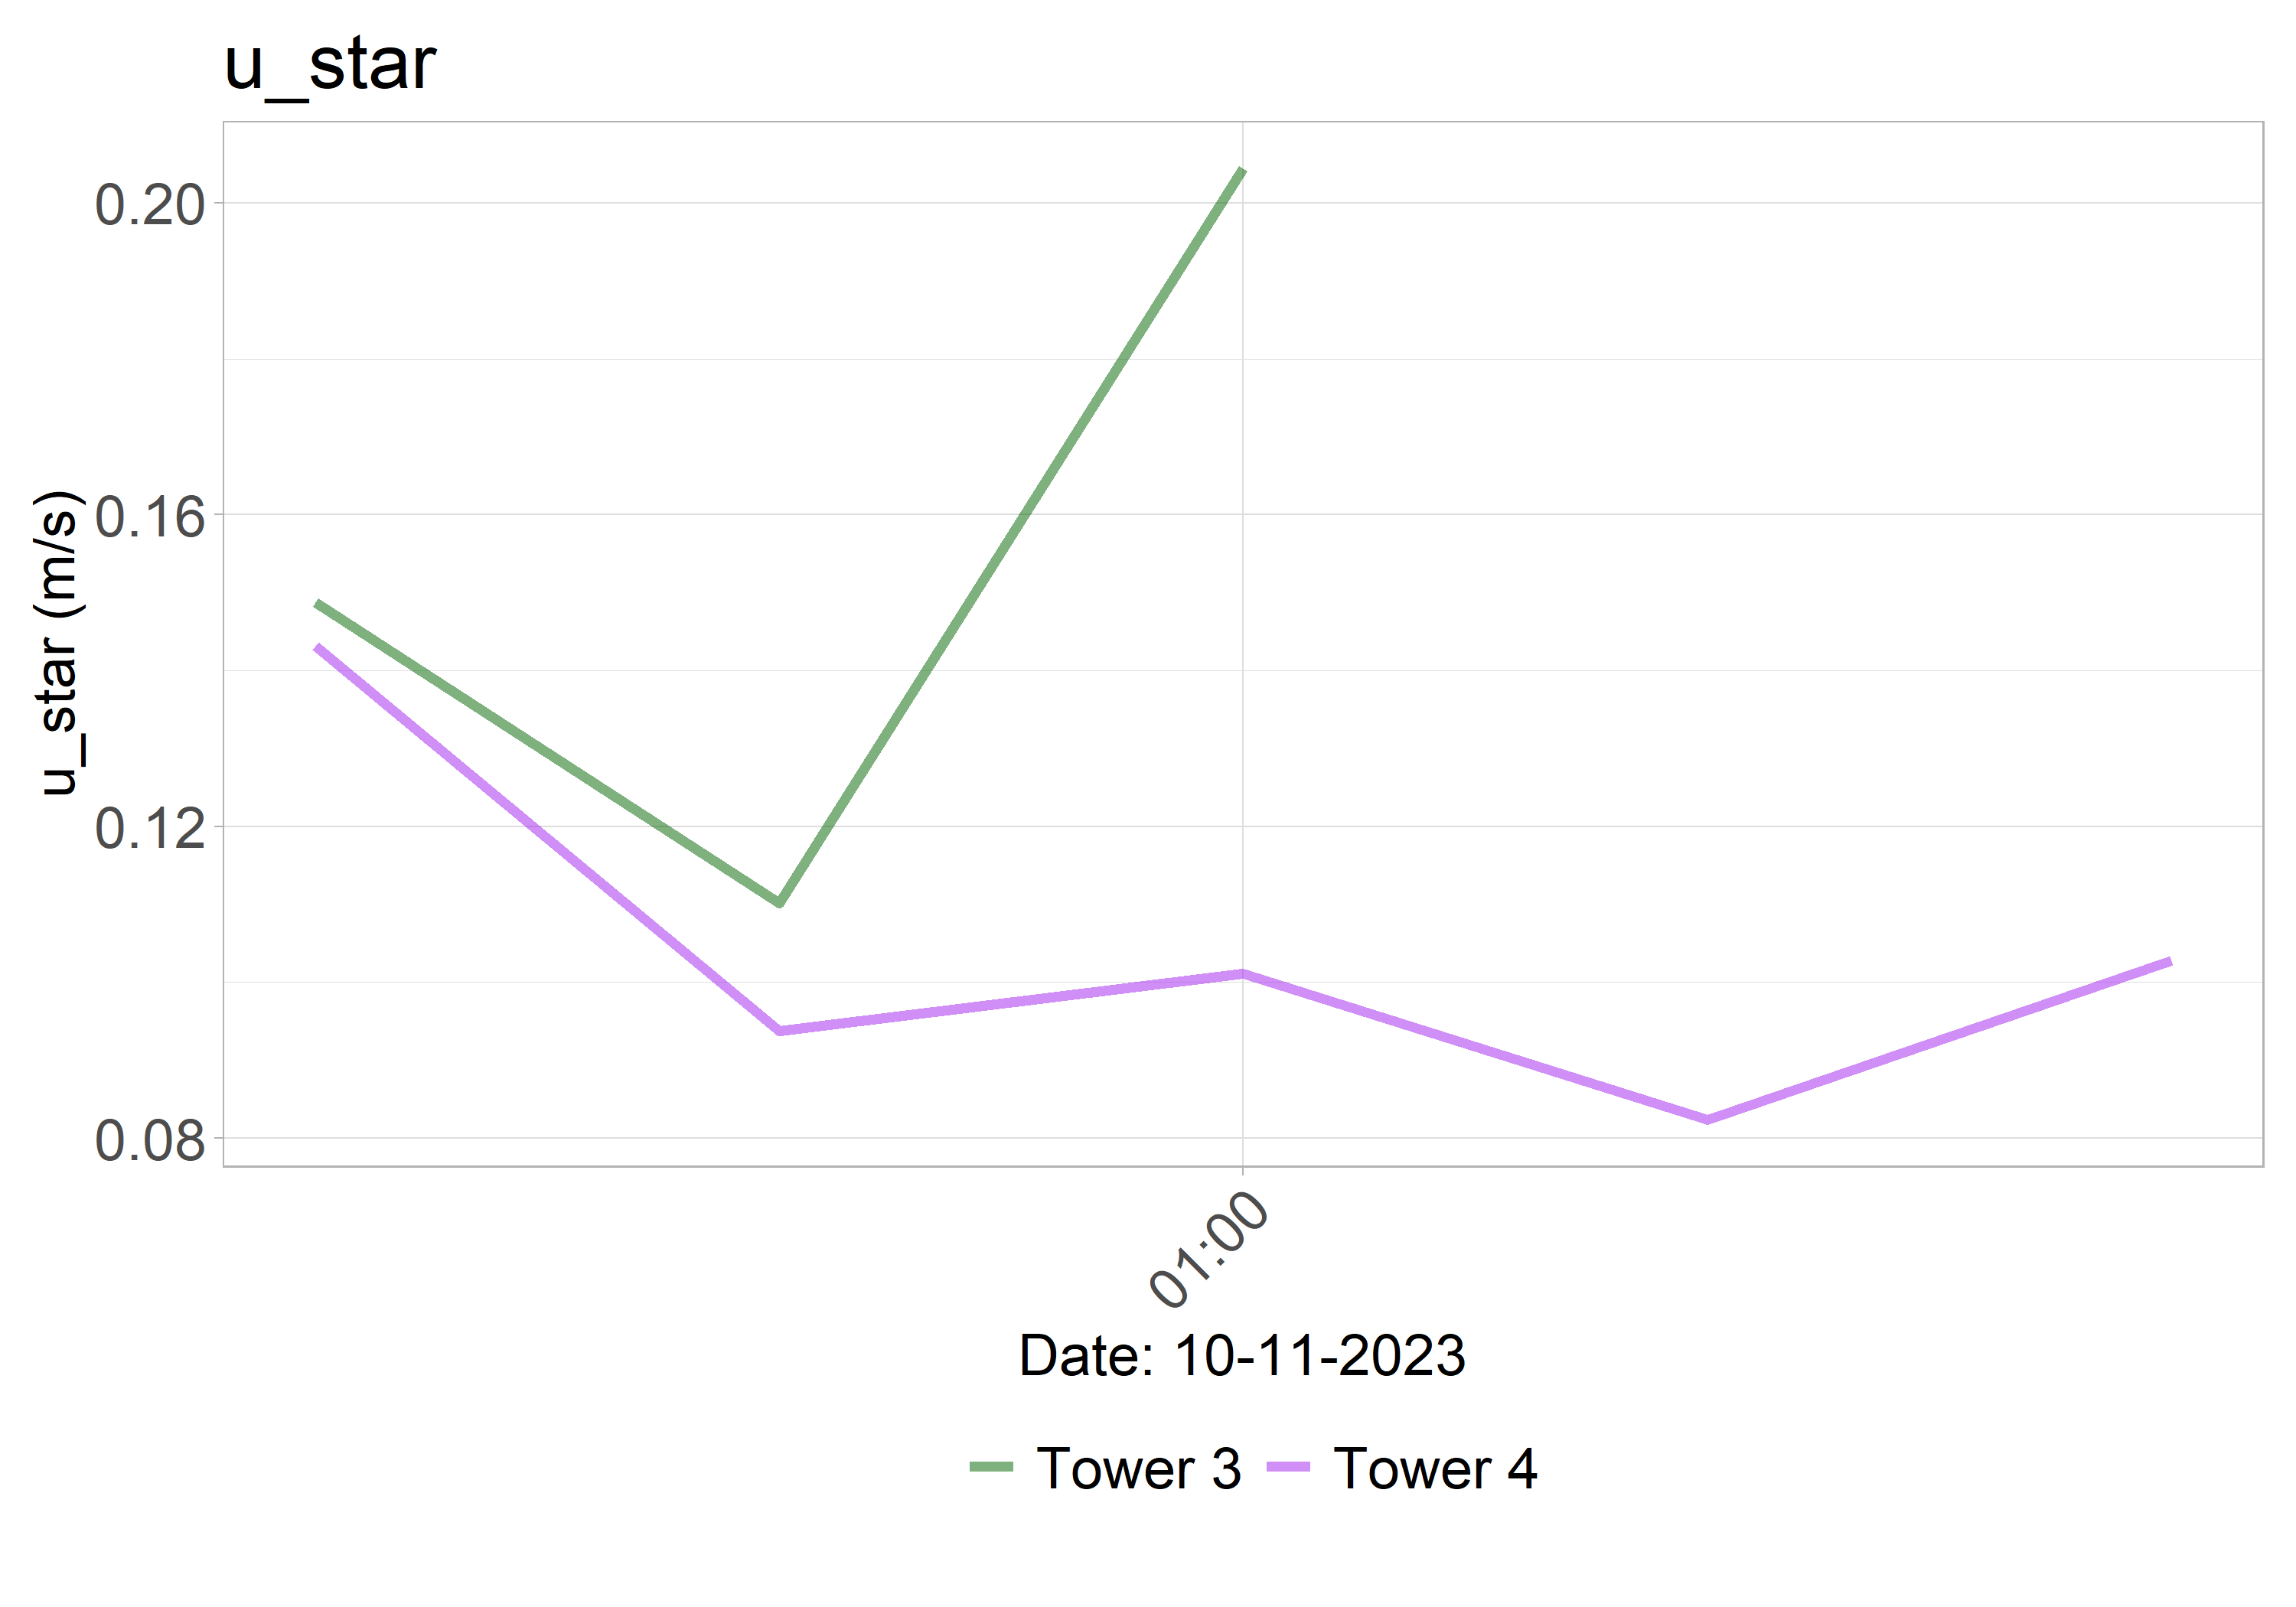 u_star
u_star (m/s)
0.20
0.16
0.12
0.08
01:00
Date: 10-11-2023
Tower 3 Tower 4